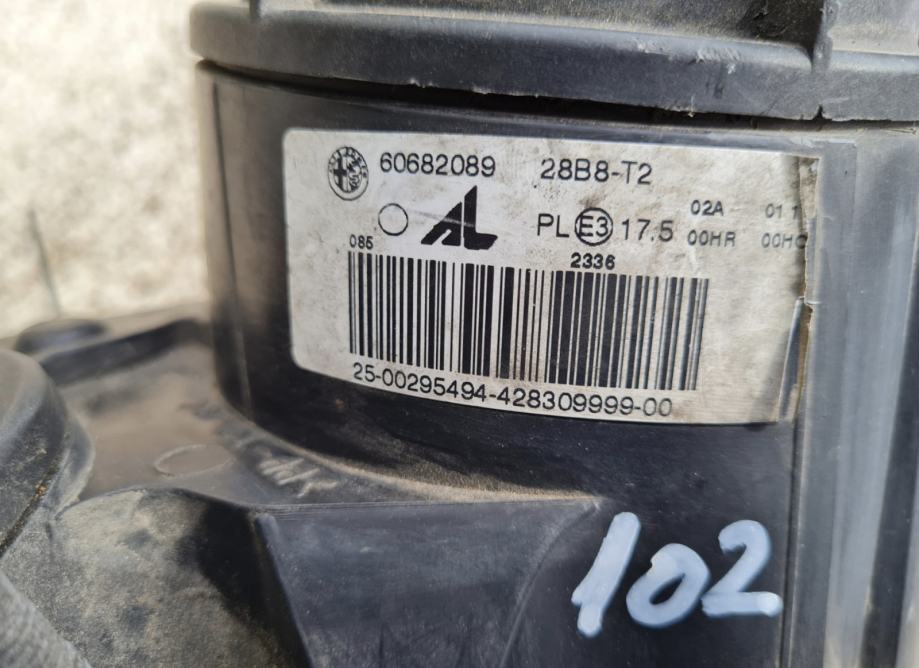 60682089 28B8-T2
AL PL E3 17.5 02A 01 1
00HR 00HC
085 2336
25-00295494-428309999-00
102